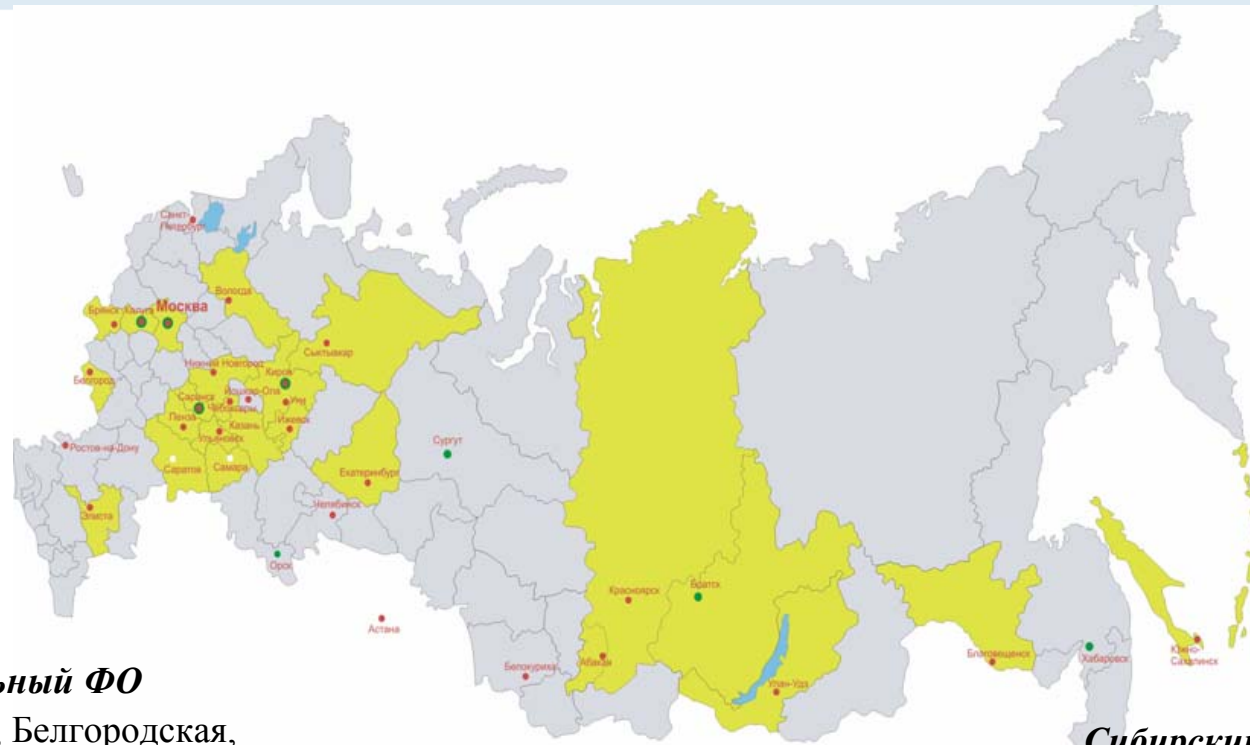 Санкт-
Петербург
Вологда
Москва
Брянск
Калуга
Сыктывкар
Нижний Новгород
Киров
Белгород
Йошкар-Ола
Саранск
Чебоксары
Уни
Пенза
Казань
Ижевск
Ульяновск
Ростов-на-Дону
Сургут
Саратов
Самара
Екатеринбург
Элиста
Челябинск
Орск
Красноярск
Братск
Астана
Абакан
Белокуриха
Улан-Удэ
Благовещенск
Хабаровск
Южно-
Сахалинск
ьный ФО
Белгородская,
Сибирский